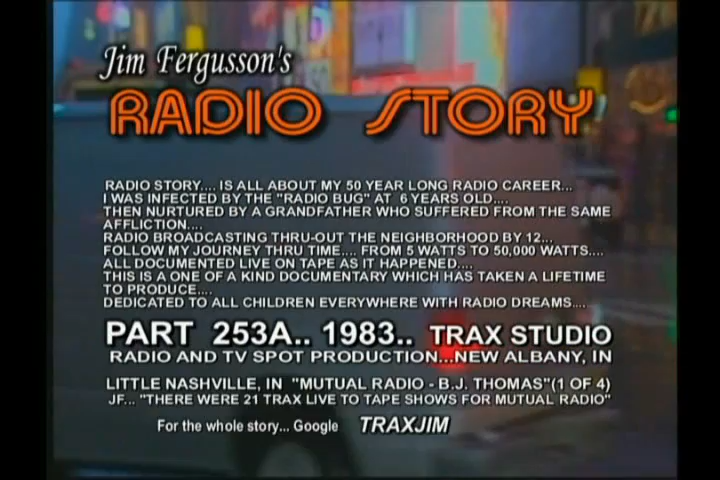 Jim Fergusson's
RADIO STORY
RADIO STORY.... IS ALL ABOUT MY 50 YEAR LONG RADIO CAREER...
I WAS INFECTED BY THE "RADIO BUG" AT 6 YEARS OLD....
THEN NURTURED BY A GRANDFATHER WHO SUFFERED FROM THE SAME
AFFLICTION....
RADIO BROADCASTING THRU-OUT THE NEIGHBORHOOD BY 12...
FOLLOW MY JOURNEY THRU TIME.... FROM 5 WATTS TO 50,000 WATTS....
ALL DOCUMENTED LIVE ON TAPE AS IT HAPPENED....
THIS IS A ONE OF A KIND DOCUMENTARY WHICH HAS TAKEN A LIFETIME
TO PRODUCE....
DEDICATED TO ALL CHILDREN EVERYWHERE WITH RADIO DREAMS....
PART 253A.. 1983.. TRAX STUDIO
RADIO AND TV SPOT PRODUCTION...NEW ALBANY, IN
LITTLE NASHVILLE, IN "MUTUAL RADIO - B.J. THOMAS"(1 OF 4)
JF... "THERE WERE 21 TRAX LIVE TO TAPE SHOWS FOR MUTUAL RADIO"
For the whole story... Google TRAXJIM